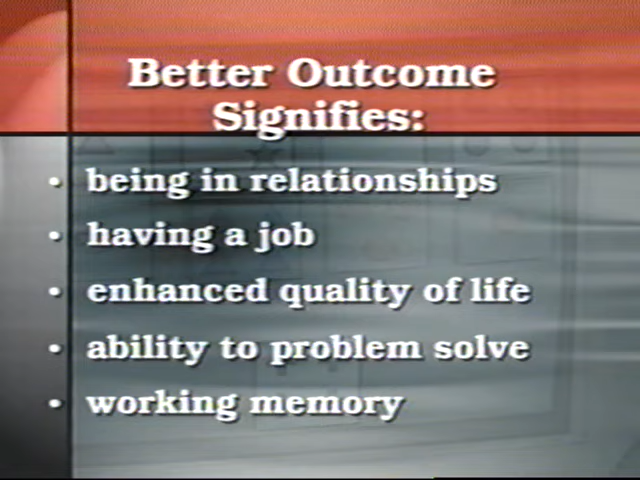 Better Outcome
Signifies:
• being in relationships
• having a job
• enhanced quality of life
• ability to problem solve
• working memory